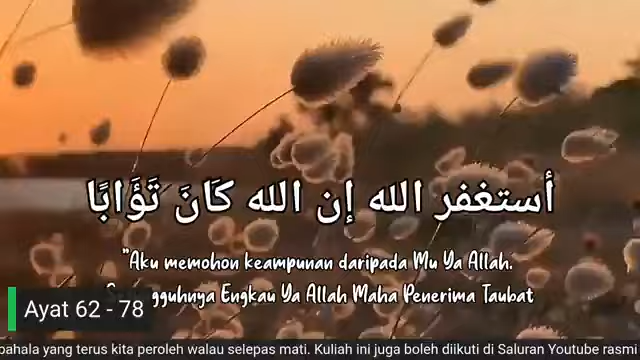 أستغفر الله إن الله كَانَ تَوَّابًا
"Aku memohon keampunan daripada Mu Ya Allah.
Engkau Ya Allah Maha Penerima Taubat
Ayat 62 - 78
pahala yang terus kita peroleh walau selepas mati. Kuliah ini juga boleh diikuti di Saluran Youtube rasmi